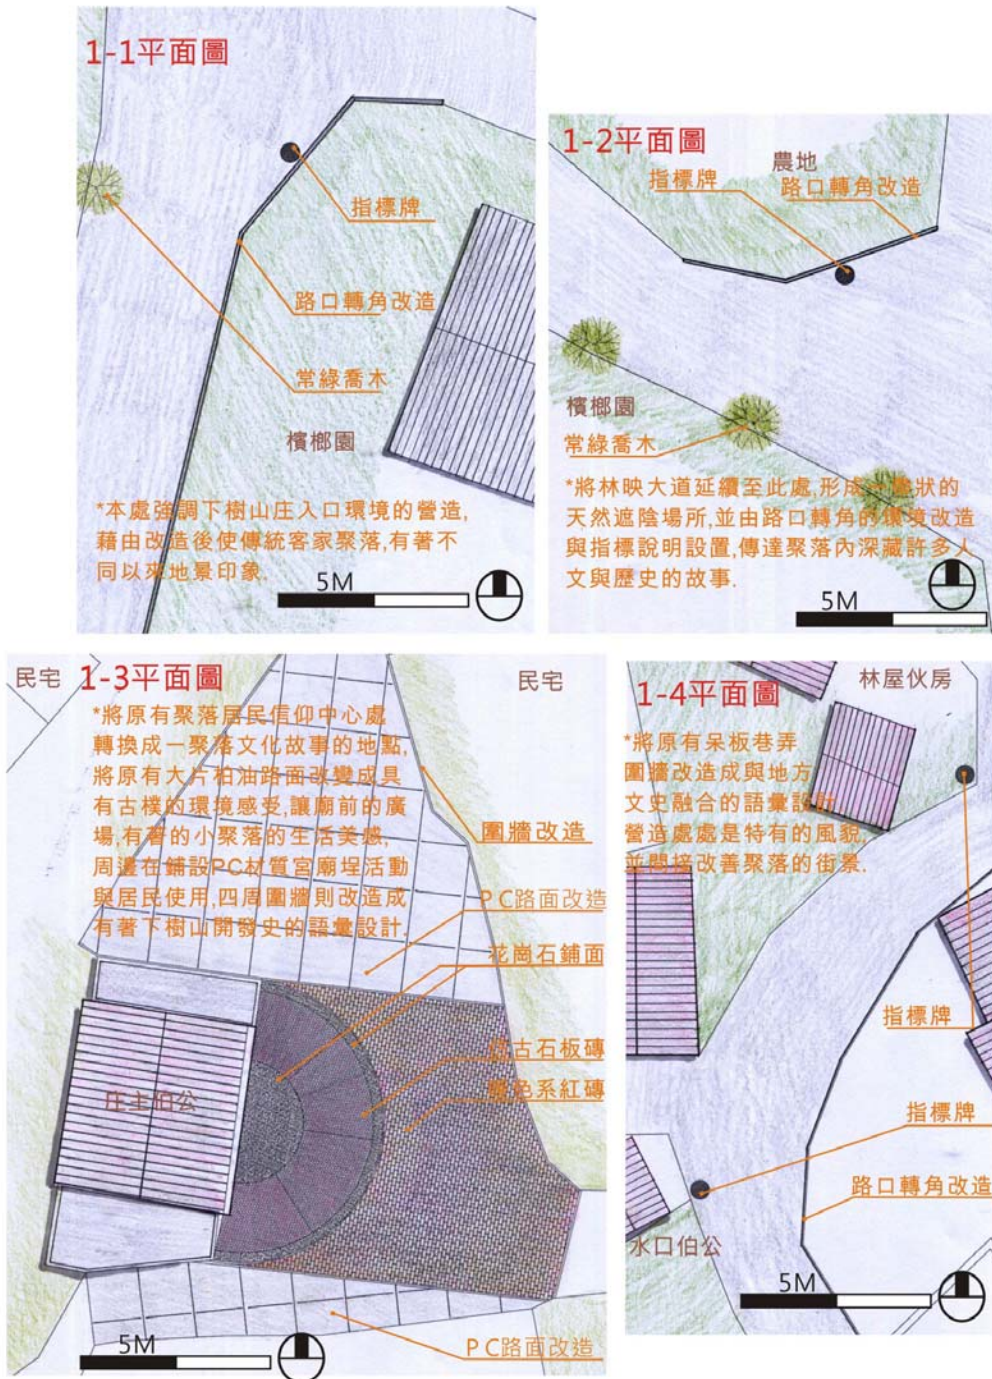 1-1平面圖
指標牌
路口轉角改造
常綠喬木
檳榔園
*本處強調下樹山庄入口環境的營造,
藉由改造後使傳統客家聚落,有著不
同以來地景印象.
5M
1-2平面圖
農地
指標牌
路口轉角改造
檳榔園
常綠喬木
*將林映大道延續至此處,形成 狀的
天然遮陰場所,並由路口轉角的環境改造
與指標說明設置,傳達聚落內深藏許多人
文與歷史的故事.
5M
民宅
1-3平面圖
民宅
*將原有聚落居民信仰中心處
轉換成一聚落文化故事的地點,
將原有大片柏油路面改變成具
有古樸的環境感受,讓廟前的廣
場,有著的小聚落的生活美感,
周邊在鋪設PC材質宮廟埕活動
與居民使用,四周圍牆則改造成
有著下樹山開發史的語彙設計.
圍牆改造
PC路面改造
花崗石鋪面
古石板磚
色系紅磚
庄主伯公
PC路面改造
5M
1-4平面圖
林屋伙房
*將原有呆板巷弄
圍牆改造成與地方
文史融合的語彙設計
營造處處是特有的風貌,
並間接改善聚落的街景.
指標牌
指標牌
路口轉角改造
水口伯公
5M